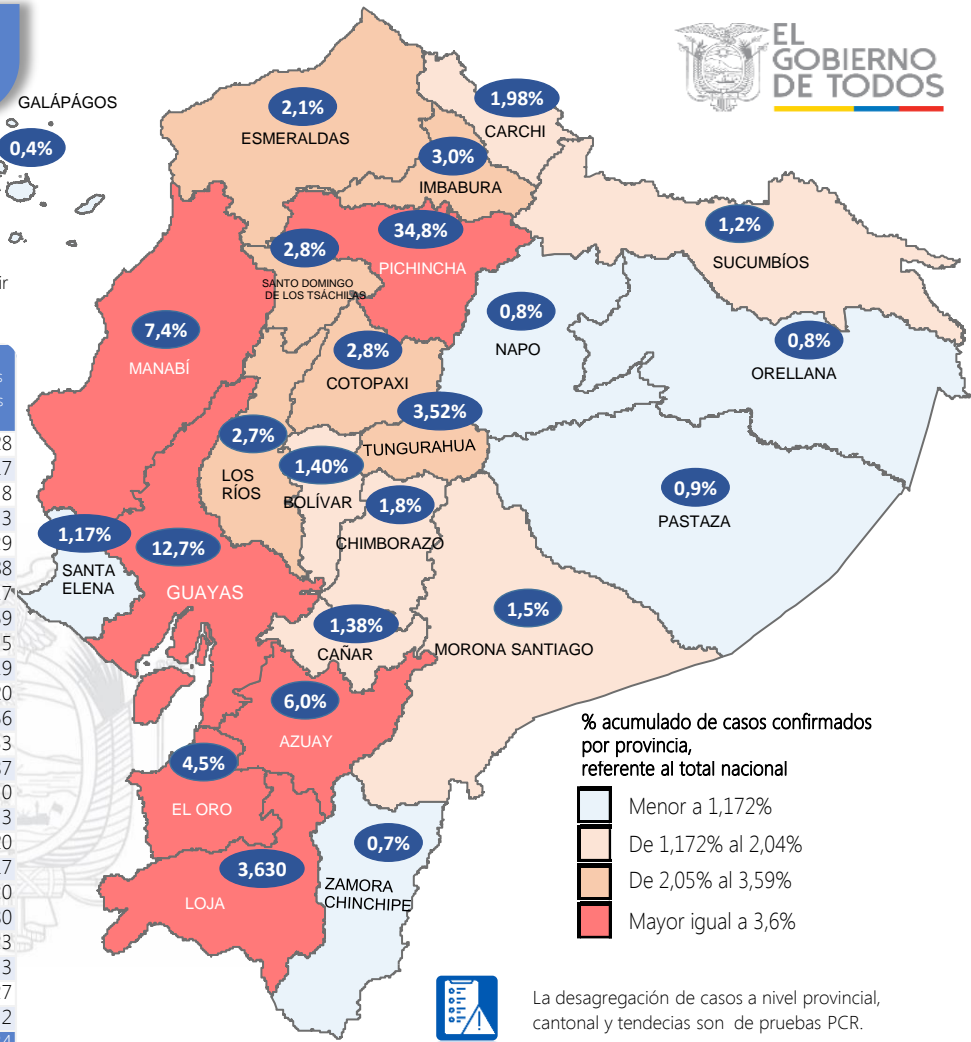 EL
GOBIERNO
DE TODOS
GALÁPÁGOS
0,4%
2,1%
ESMERALDAS
1,98%
CARCHI
3,0%
IMBABURA
1,2%
SUCUMBÍOS
34,8%
PICHINCHA
2,8%
SANTO DOMINGO
DE LOS TSÁCHILAS
0,8%
NAPO
0,8%
ORELLANA
7,4%
MANABÍ
2,8%
COTOPAXI
3,52%
TUNGURAHUA
2,7%
LOS
RÍOS
1,40%
BOLÍVAR
1,8%
CHIMBORAZO
0,9%
PASTAZA
1,17%
SANTA
ELENA
12,7%
GUAYAS
1,38%
CAÑAR
1,5%
MORONA SANTIAGO
6,0%
AZUAY
4,5%
EL ORO
3,630
LOJA
0,7%
ZAMORA
CHINCHIPE
% acumulado de casos confirmados
por provincia,
referente al total nacional
Menor a 1,172%
De 1,172% al 2,04%
De 2,05% al 3,59%
Mayor igual a 3,6%
La desagregación de casos a nivel provincial,
cantonal y tendecias son de pruebas PCR.